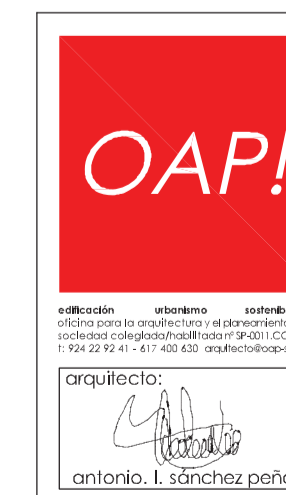 OAP!
edificación urbanismo sostenib
oficina para la arquitectura y el planeamiento
sociedad colegiada/habilitada nº SP-0011.CO
t: 924 22 92 41 - 617 400 630 arquitecto@oap-s
arquitecto:
antonio. l. sánchez peña